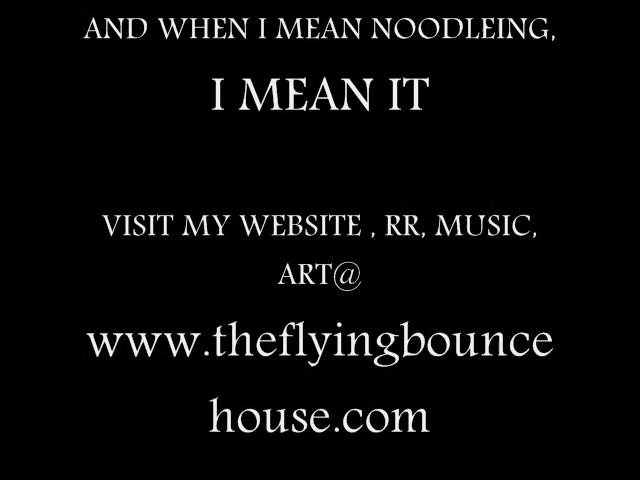 AND WHEN I MEAN NOODLEING,
I MEAN IT
VISIT MY WEBSITE , RR, MUSIC,
ART@
www.theflyingbounce
house.com